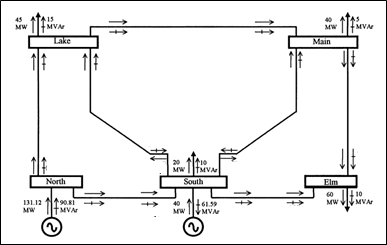 45 15 40 5
MW MVAr MW MVAr
Lake Main
20 10
MW MVAr
North South Elm
131.12 90.81 40 61.59 60 10
MW MVAr MW MVAr MW MVAr